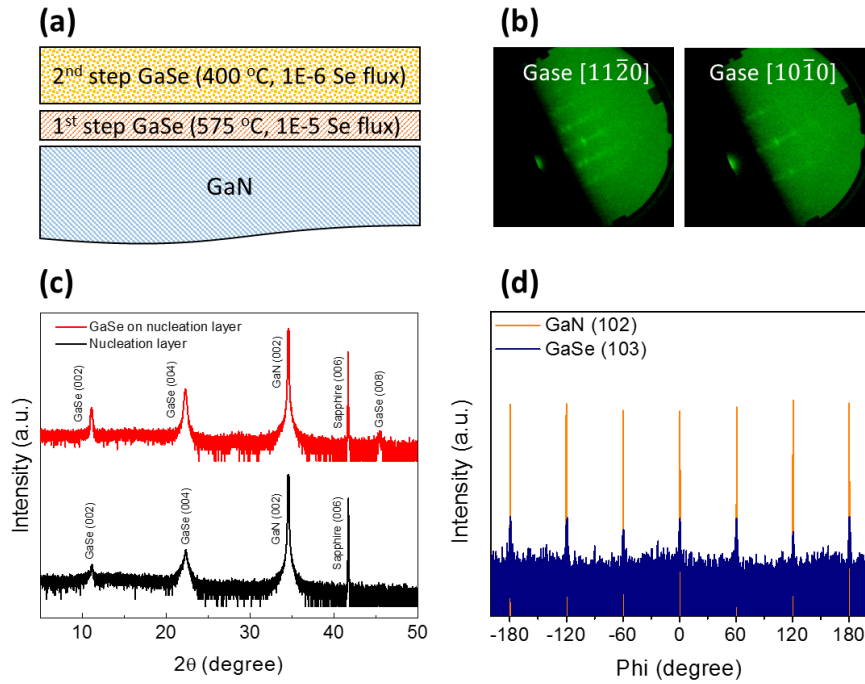 (a)
2nd step GaSe (400 °C, 1E-6 Se flux)
1st step GaSe (575 °C, 1E-5 Se flux)
GaN
(b)
Gase [112̅0]
Gase [101̅0]
(c)
GaSe on nucleation layer
Nucleation layer
GaSe (002)
GaSe (004)
GaN (002)
Sapphire (006)
GaSe (008)
GaSe (002)
GaSe (004)
GaN (002)
Sapphire (006)
Intensity (a.u.)
10 20 30 40 50
2θ (degree)
(d)
GaN (102)
GaSe (103)
Intensity (a.u.)
-180 -120 -60 0 60 120 180
Phi (degree)